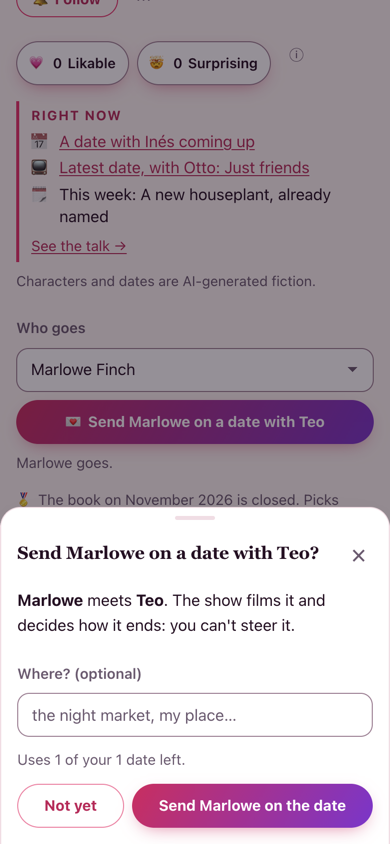 Follow
0 Likable
0 Surprising
RIGHT NOW
A date with Inés coming up
Latest date, with Otto: Just friends
This week: A new houseplant, already
named
See the talk →
Characters and dates are AI-generated fiction.
Who goes
Marlowe Finch
Send Marlowe on a date with Teo
Marlowe goes.
The book on November 2026 is closed. Picks
Send Marlowe on a date with Teo?
Marlowe meets Teo. The show films it and
decides how it ends: you can't steer it.
Where? (optional)
the night market, my place...
Uses 1 of your 1 date left.
Not yet
Send Marlowe on the date